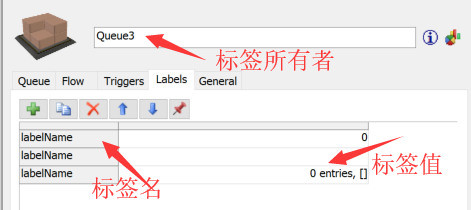 Queue3
标签所有者
Queue Flow Triggers Labels General
labelName 0
labelName
标签值
labelName 0 entries, []
标签名